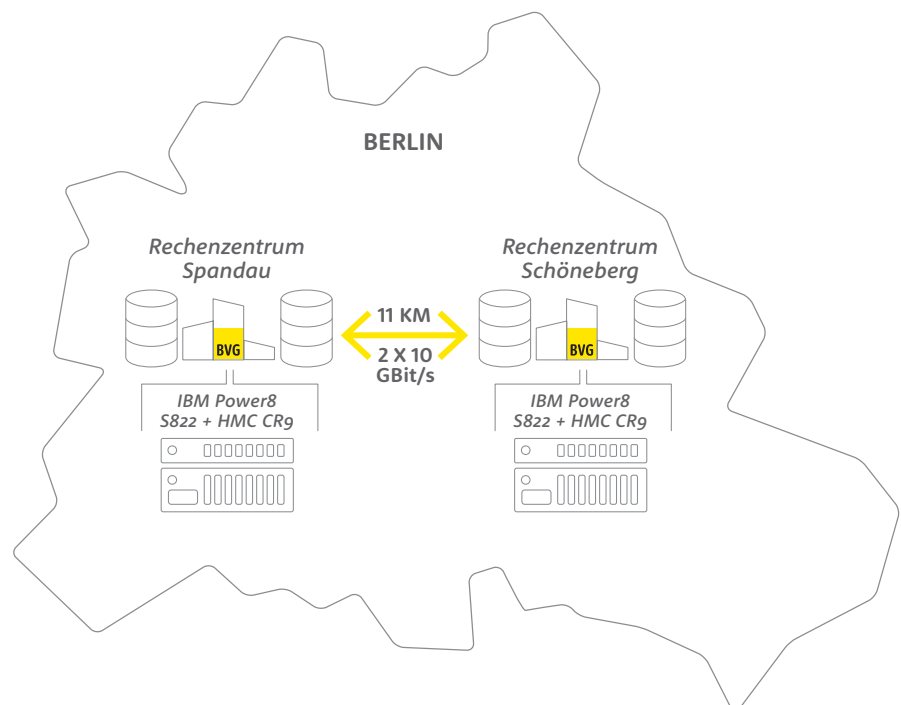 BERLIN
Rechenzentrum
Spandau
BVG
IBM Power8
S822 + HMC CR9
11 KM
2 X 10
GBit/s
Rechenzentrum
Schöneberg
BVG
IBM Power8
S822 + HMC CR9